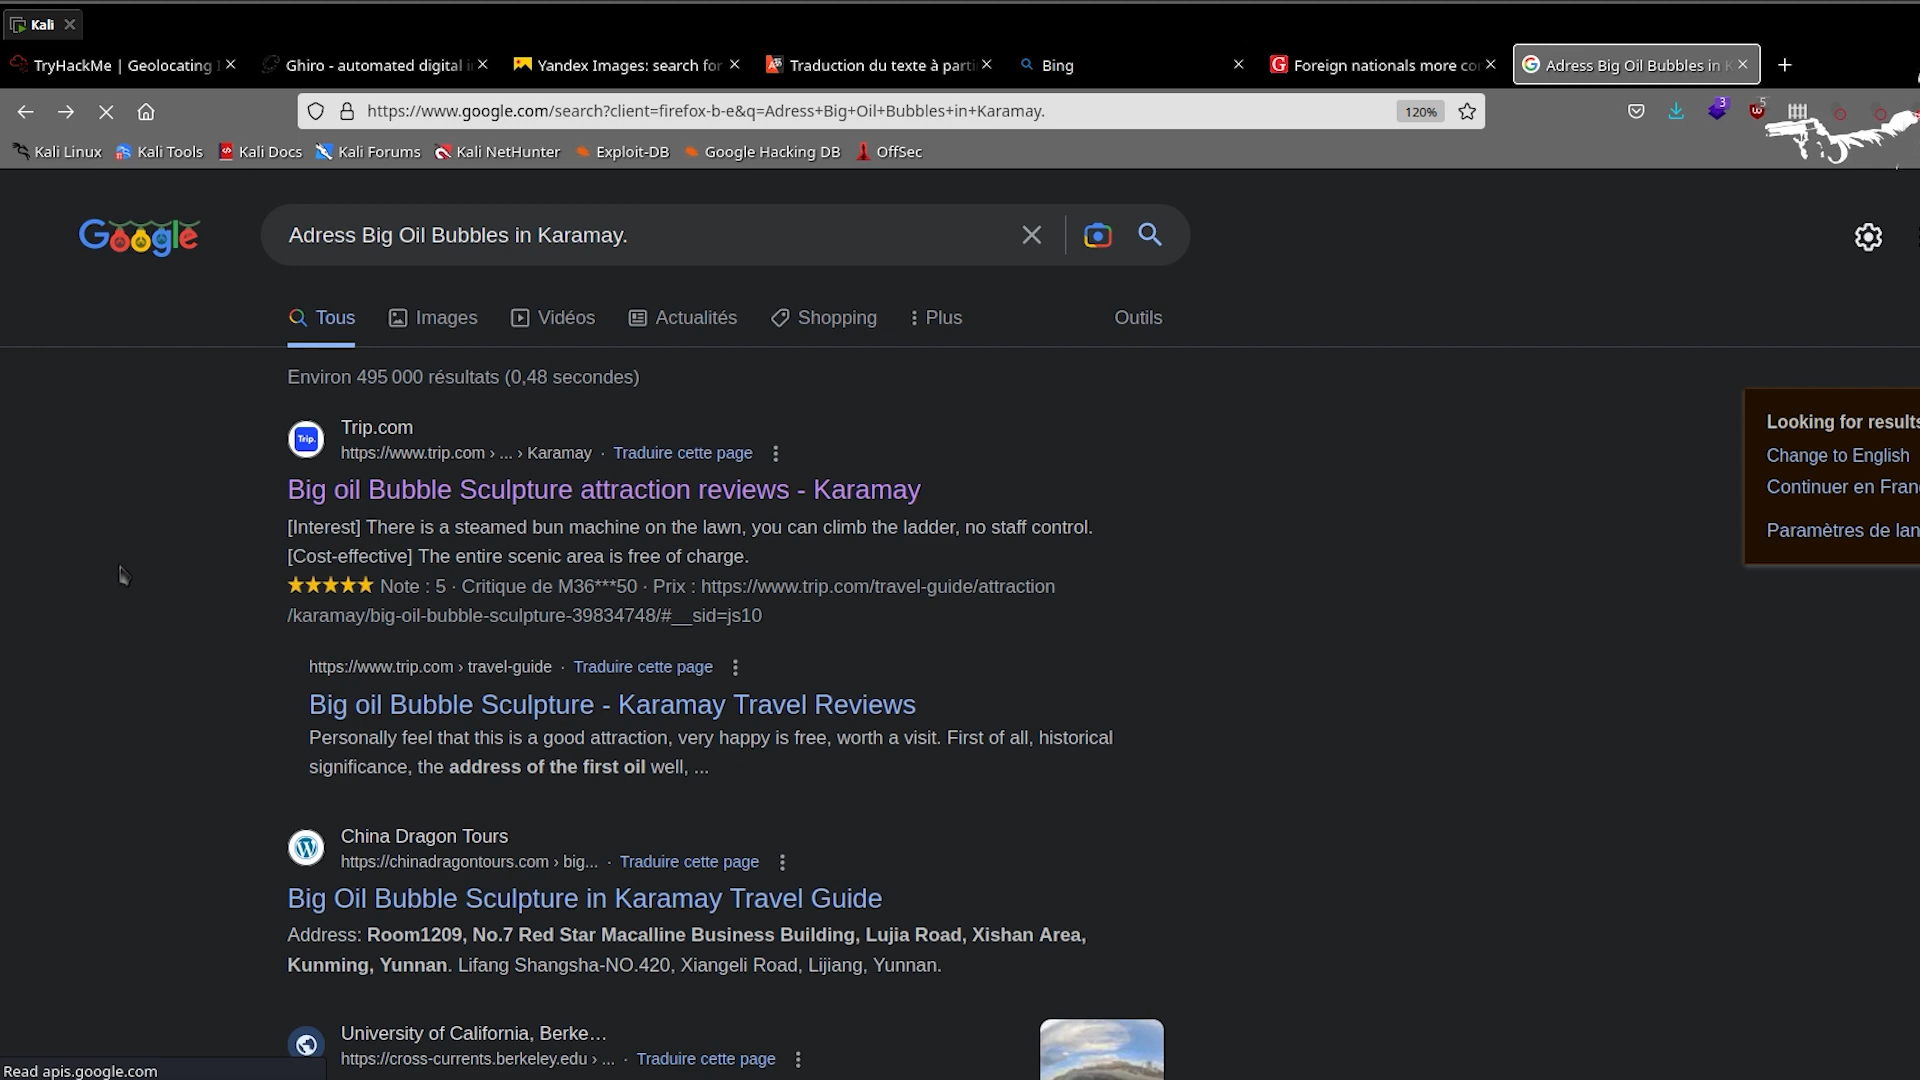 Kali
TryHackMe | Geolocating
Ghiro - automated digital i
Yandex Images: search for
Traduction du texte à parti
Bing
Foreign nationals more co
Adress Big Oil Bubbles in K
https://www.google.com/search?client=firefox-b-e&q=Adress+Big+Oil+Bubbles+in+Karamay.
120%
3
5
Kali Linux
Kali Tools
Kali Docs
Kali Forums
Kali NetHunter
Exploit-DB
Google Hacking DB
OffSec
Google
Adress Big Oil Bubbles in Karamay.
Tous
Images
Vidéos
Actualités
Shopping
Plus
Outils
Environ 495 000 résultats (0,48 secondes)
Trip.
Trip.com
https://www.trip.com › ... › Karamay · Traduire cette page
Big oil Bubble Sculpture attraction reviews - Karamay
[Interest] There is a steamed bun machine on the lawn, you can climb the ladder, no staff control.
[Cost-effective] The entire scenic area is free of charge.
★★★★★ Note : 5 · Critique de M36***50 · Prix : https://www.trip.com/travel-guide/attraction
/karamay/big-oil-bubble-sculpture-39834748/#__sid=js10
https://www.trip.com › travel-guide · Traduire cette page
Big oil Bubble Sculpture - Karamay Travel Reviews
Personally feel that this is a good attraction, very happy is free, worth a visit. First of all, historical
significance, the address of the first oil well, ...
China Dragon Tours
https://chinadragontours.com › big... · Traduire cette page
Big Oil Bubble Sculpture in Karamay Travel Guide
Address: Room1209, No.7 Red Star Macalline Business Building, Lujia Road, Xishan Area,
Kunming, Yunnan. Lifang Shangsha-NO.420, Xiangeli Road, Lijiang, Yunnan.
University of California, Berke...
https://cross-currents.berkeley.edu › ... · Traduire cette page
Looking for results
Change to English
Continuer en Fran
Paramètres de lan
Read apis.google.com